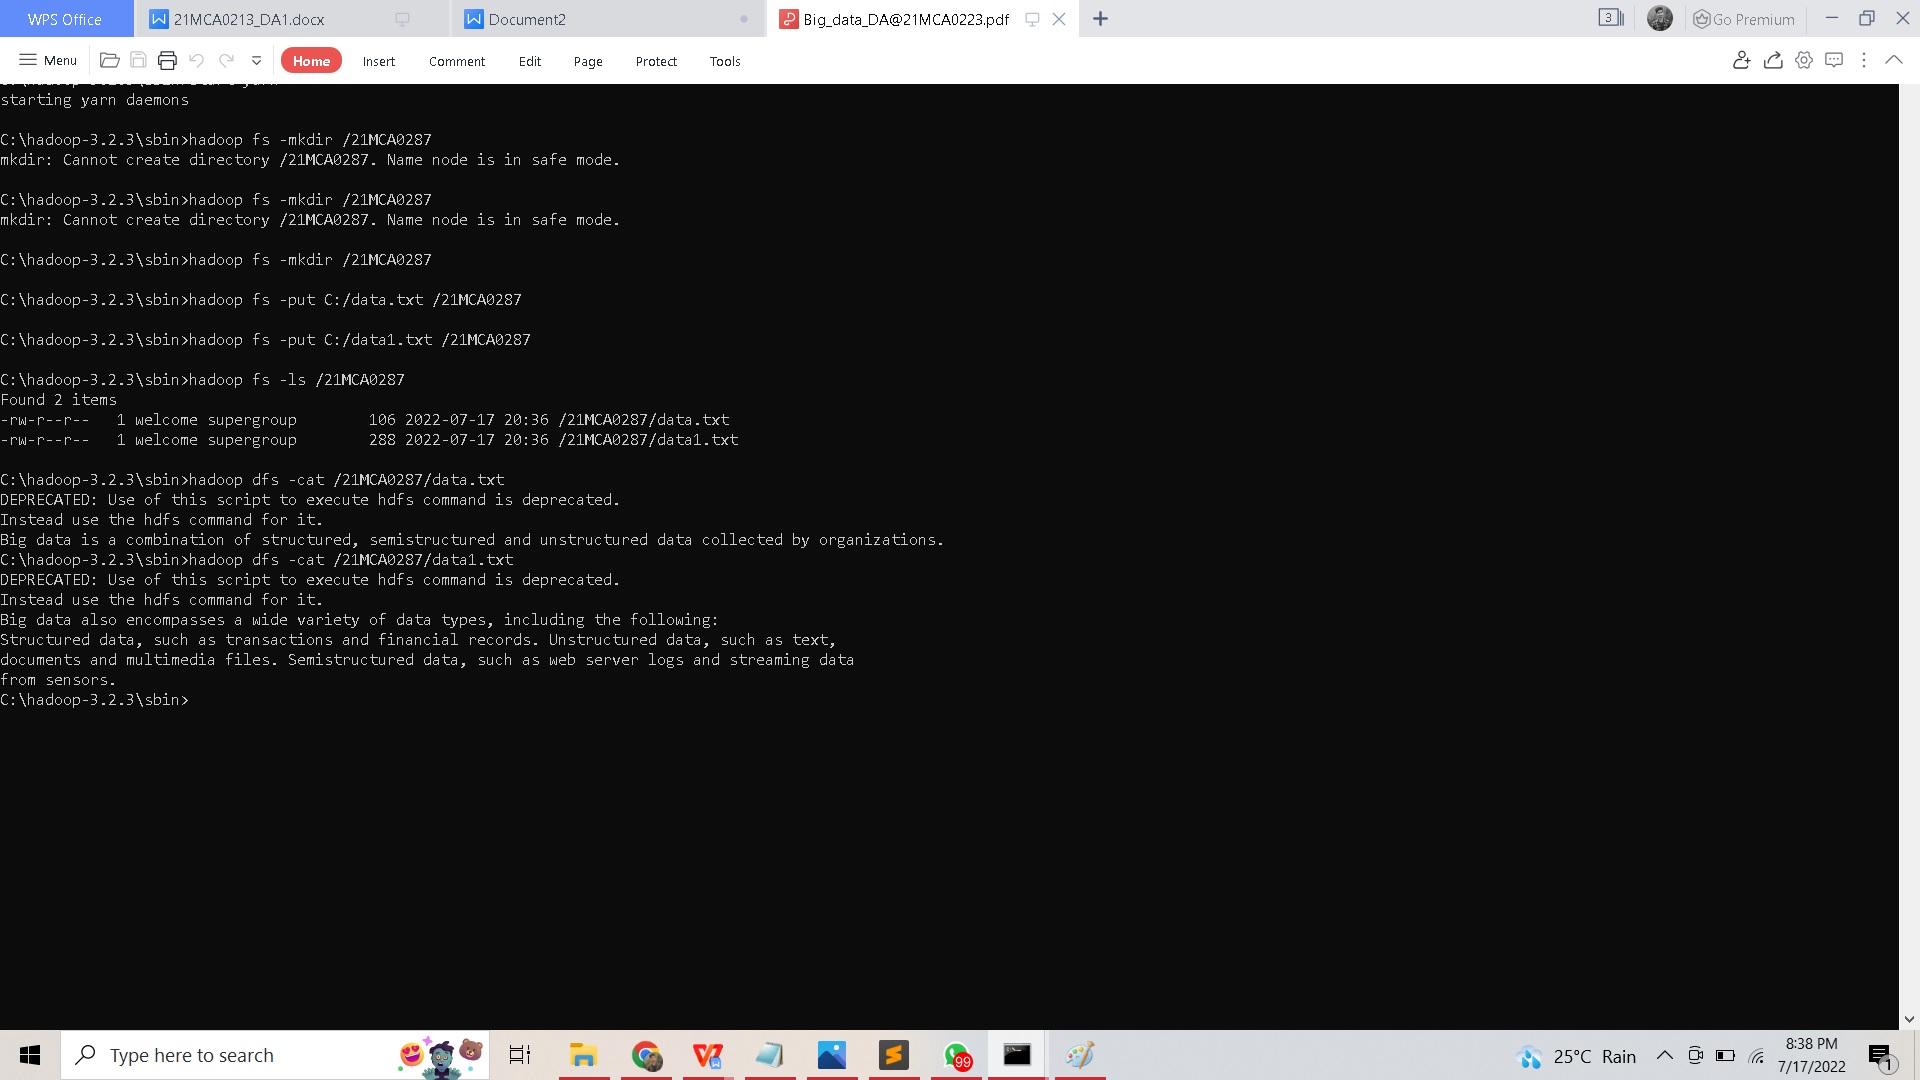 WPS Office
21MCA0213_DA1.docx
Document2
Big_data_DA@21MCA0223.pdf
3
Go Premium
Menu
Home
Insert
Comment
Edit
Page
Protect
Tools
starting yarn daemons
C:\hadoop-3.2.3\sbin>hadoop fs -mkdir /21MCA0287
mkdir: Cannot create directory /21MCA0287. Name node is in safe mode.
C:\hadoop-3.2.3\sbin>hadoop fs -mkdir /21MCA0287
mkdir: Cannot create directory /21MCA0287. Name node is in safe mode.
C:\hadoop-3.2.3\sbin>hadoop fs -mkdir /21MCA0287
C:\hadoop-3.2.3\sbin>hadoop fs -put C:/data.txt /21MCA0287
C:\hadoop-3.2.3\sbin>hadoop fs -put C:/data1.txt /21MCA0287
C:\hadoop-3.2.3\sbin>hadoop fs -ls /21MCA0287
Found 2 items
-rw-r--r--   1 welcome supergroup        106 2022-07-17 20:36 /21MCA0287/data.txt
-rw-r--r--   1 welcome supergroup        288 2022-07-17 20:36 /21MCA0287/data1.txt
C:\hadoop-3.2.3\sbin>hadoop dfs -cat /21MCA0287/data.txt
DEPRECATED: Use of this script to execute hdfs command is deprecated.
Instead use the hdfs command for it.
Big data is a combination of structured, semistructured and unstructured data collected by organizations.
C:\hadoop-3.2.3\sbin>hadoop dfs -cat /21MCA0287/data1.txt
DEPRECATED: Use of this script to execute hdfs command is deprecated.
Instead use the hdfs command for it.
Big data also encompasses a wide variety of data types, including the following:
Structured data, such as transactions and financial records. Unstructured data, such as text,
documents and multimedia files. Semistructured data, such as web server logs and streaming data
from sensors.
C:\hadoop-3.2.3\sbin>
Type here to search
99
25°C Rain
8:38 PM
7/17/2022
1